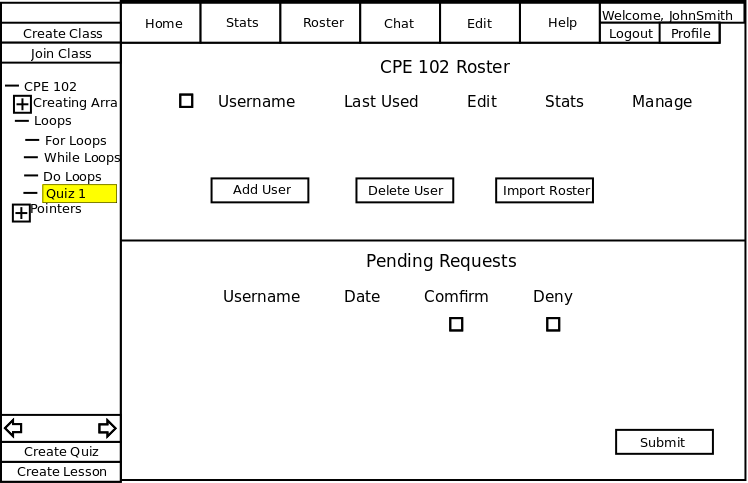 Create Class
Join Class
Home Stats Roster Chat Edit Help
Welcome, JohnSmith
Logout Profile
CPE 102
Creating Arra
Loops
For Loops
While Loops
Do Loops
Quiz 1
Pointers
Create Quiz
Create Lesson
CPE 102 Roster
Username Last Used Edit Stats Manage
Add User Delete User Import Roster
Pending Requests
Username Date Comfirm Deny
Submit